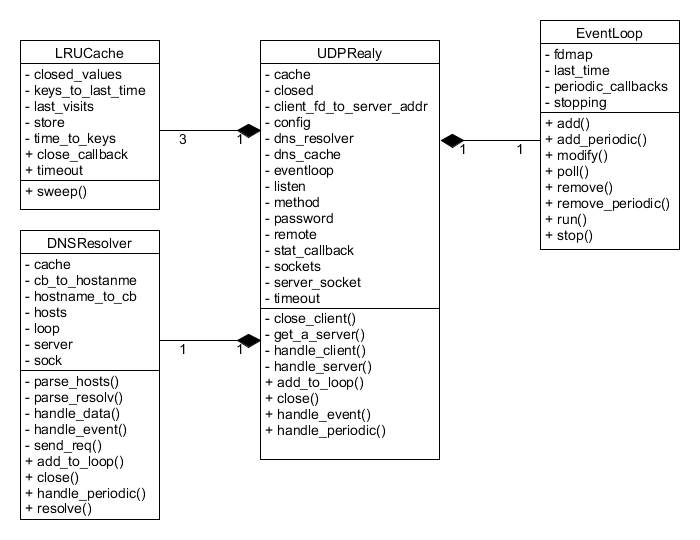 LRUCache
- closed_values
- keys_to_last_time
- last_visits
- store
- time_to_keys
+ close_callback
+ timeout
+ sweep()
3
1
DNSResolver
- cache
- cb_to_hostanme
- hostname_to_cb
- hosts
- loop
- server
- sock
- parse_hosts()
- parse_resolv()
- handle_data()
- handle_event()
- send_req()
+ add_to_loop()
+ close()
+ handle_periodic()
+ resolve()
1
1
UDPRealy
- cache
- closed
- client_fd_to_server_addr
- config
- dns_resolver
- dns_cache
- eventloop
- listen
- method
- password
- remote
- stat_callback
- sockets
- server_socket
- timeout
- close_client()
- get_a_server()
- handle_client()
- handle_server()
+ add_to_loop()
+ close()
+ handle_event()
+ handle_periodic()
1
1
EventLoop
- fdmap
- last_time
- periodic_callbacks
- stopping
+ add()
+ add_periodic()
+ modify()
+ poll()
+ remove()
+ remove_periodic()
+ run()
+ stop()